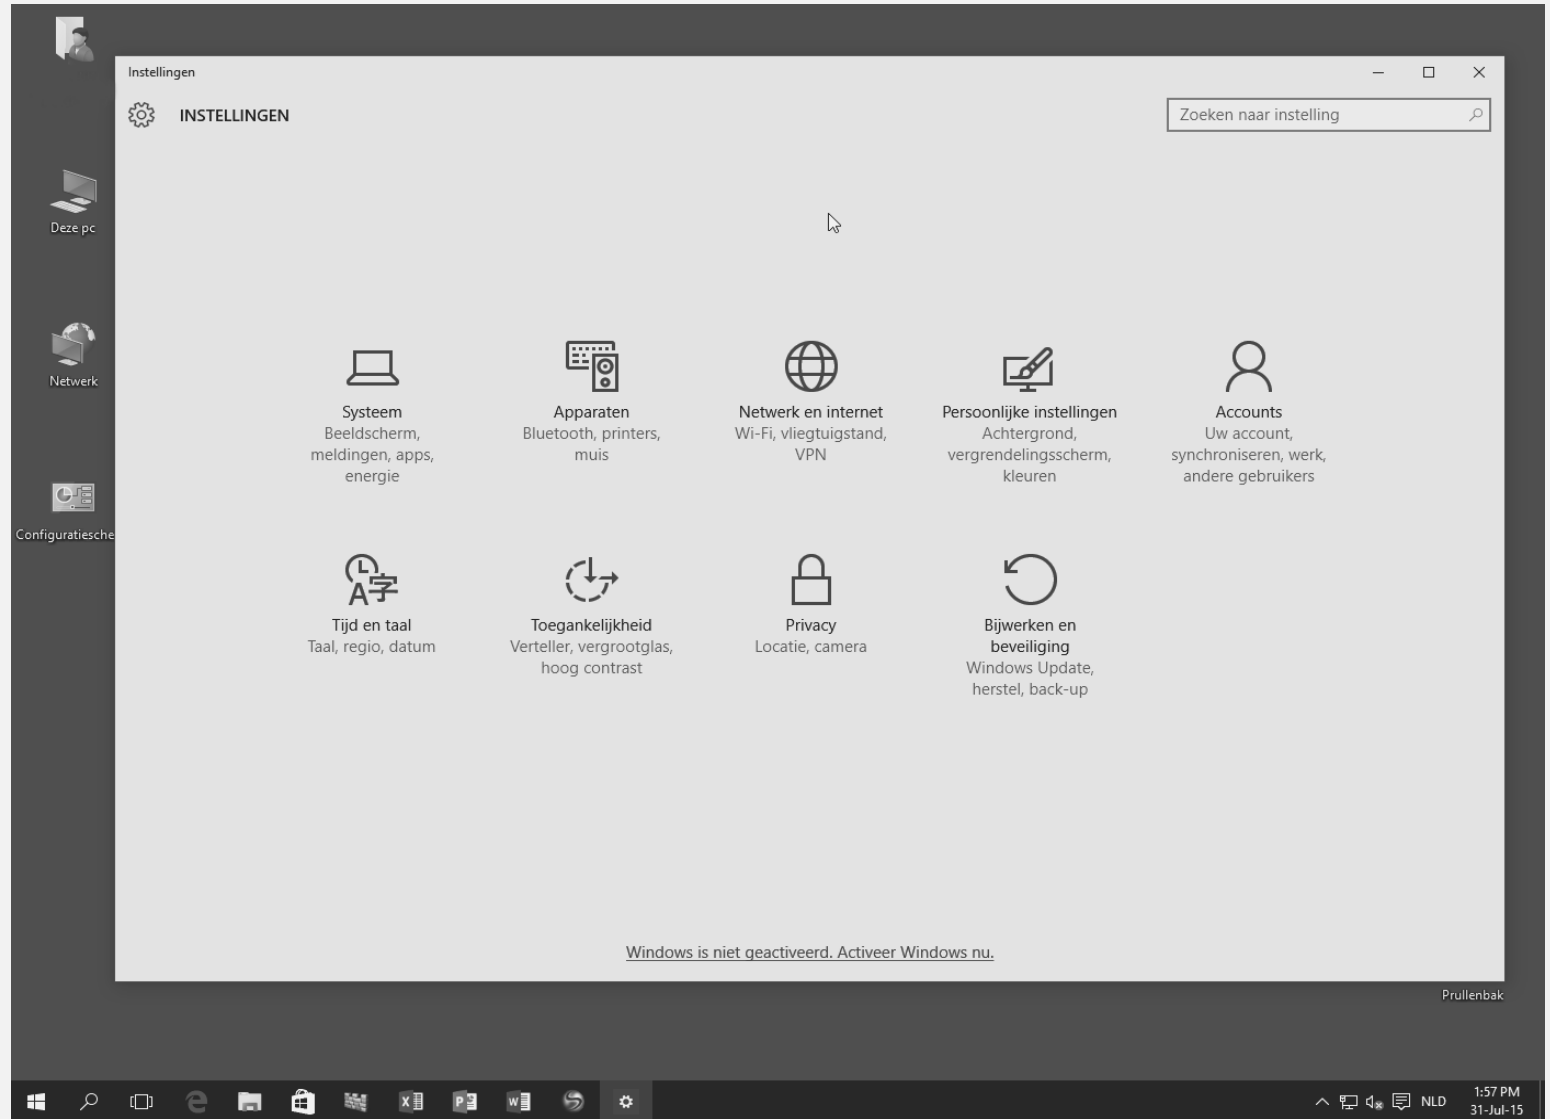 Instellingen
INSTELLINGEN
Zoeken naar instelling
Deze pc
Netwerk
Configuratiesche
Systeem
Beeldscherm,
meldingen, apps,
energie
Apparaten
Bluetooth, printers,
muis
Netwerk en internet
Wi-Fi, vliegtuigstand,
VPN
Persoonlijke instellingen
Achtergrond,
vergrendelingsscherm,
kleuren
Accounts
Uw account,
synchroniseren, werk,
andere gebruikers
Tijd en taal
Taal, regio, datum
Toegankelijkheid
Verteller, vergrootglas,
hoog contrast
Privacy
Locatie, camera
Bijwerken en
beveiliging
Windows Update,
herstel, back-up
Windows is niet geactiveerd. Activeer Windows nu.
Prullenbak
NLD
1:57 PM
31-Jul-15